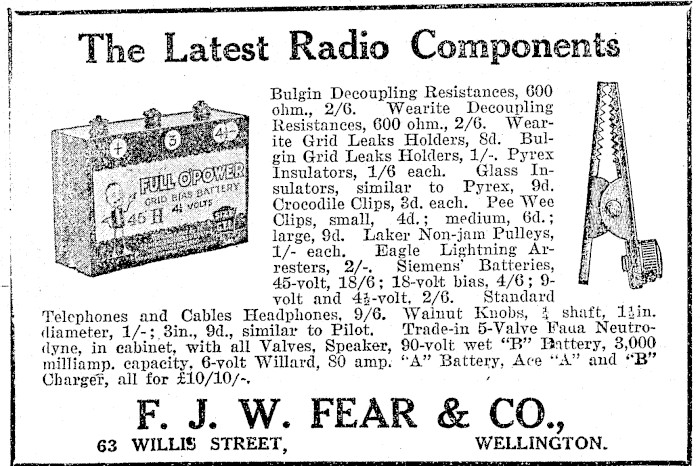 The Latest Radio Components
Bulgin Decoupling Resistances, 600
ohm., 2/6. Wearite Decoupling
Resistances, 600 ohm., 2/6. Wear-
ite Grid Leaks Holders, 8d. Bul-
gin Grid Leaks Holders, 1/-. Pyrex
Insulators, 1/6 each. Glass In-
sulators, similar to Pyrex, 9d.
Crocodile Clips, 3d. each. Pee Wee
Clips, small, 4d.; medium, 6d.;
large, 9d. Laker Non-jam Pulleys,
1/- each. Eagle Lightning Ar-
resters, 2/-. Siemens' Batteries,
45-volt, 18/6; 18-volt bias, 4/6; 9-
volt and 4½-volt, 2/6. Standard
Telephones and Cables Headphones, 9/6. Walnut Knobs, ¼ shaft, 1½in.
diameter, 1/-; 3in., 9d., similar to Pilot. Trade-in 5-Valve Fada Neutro-
dyne, in cabinet, with all Valves, Speaker, 90-volt wet "B" Battery, 3,000
milliamp. capacity, 6-volt Willard, 80 amp. "A" Battery, Ace "A" and "B"
Charger, all for £10/10/-.
+ 3 4½-
FULL O'POWER
GRID BIAS BATTERY
45 H 4½ VOLTS
F. J. W. FEAR & CO.,
63 WILLIS STREET, WELLINGTON.